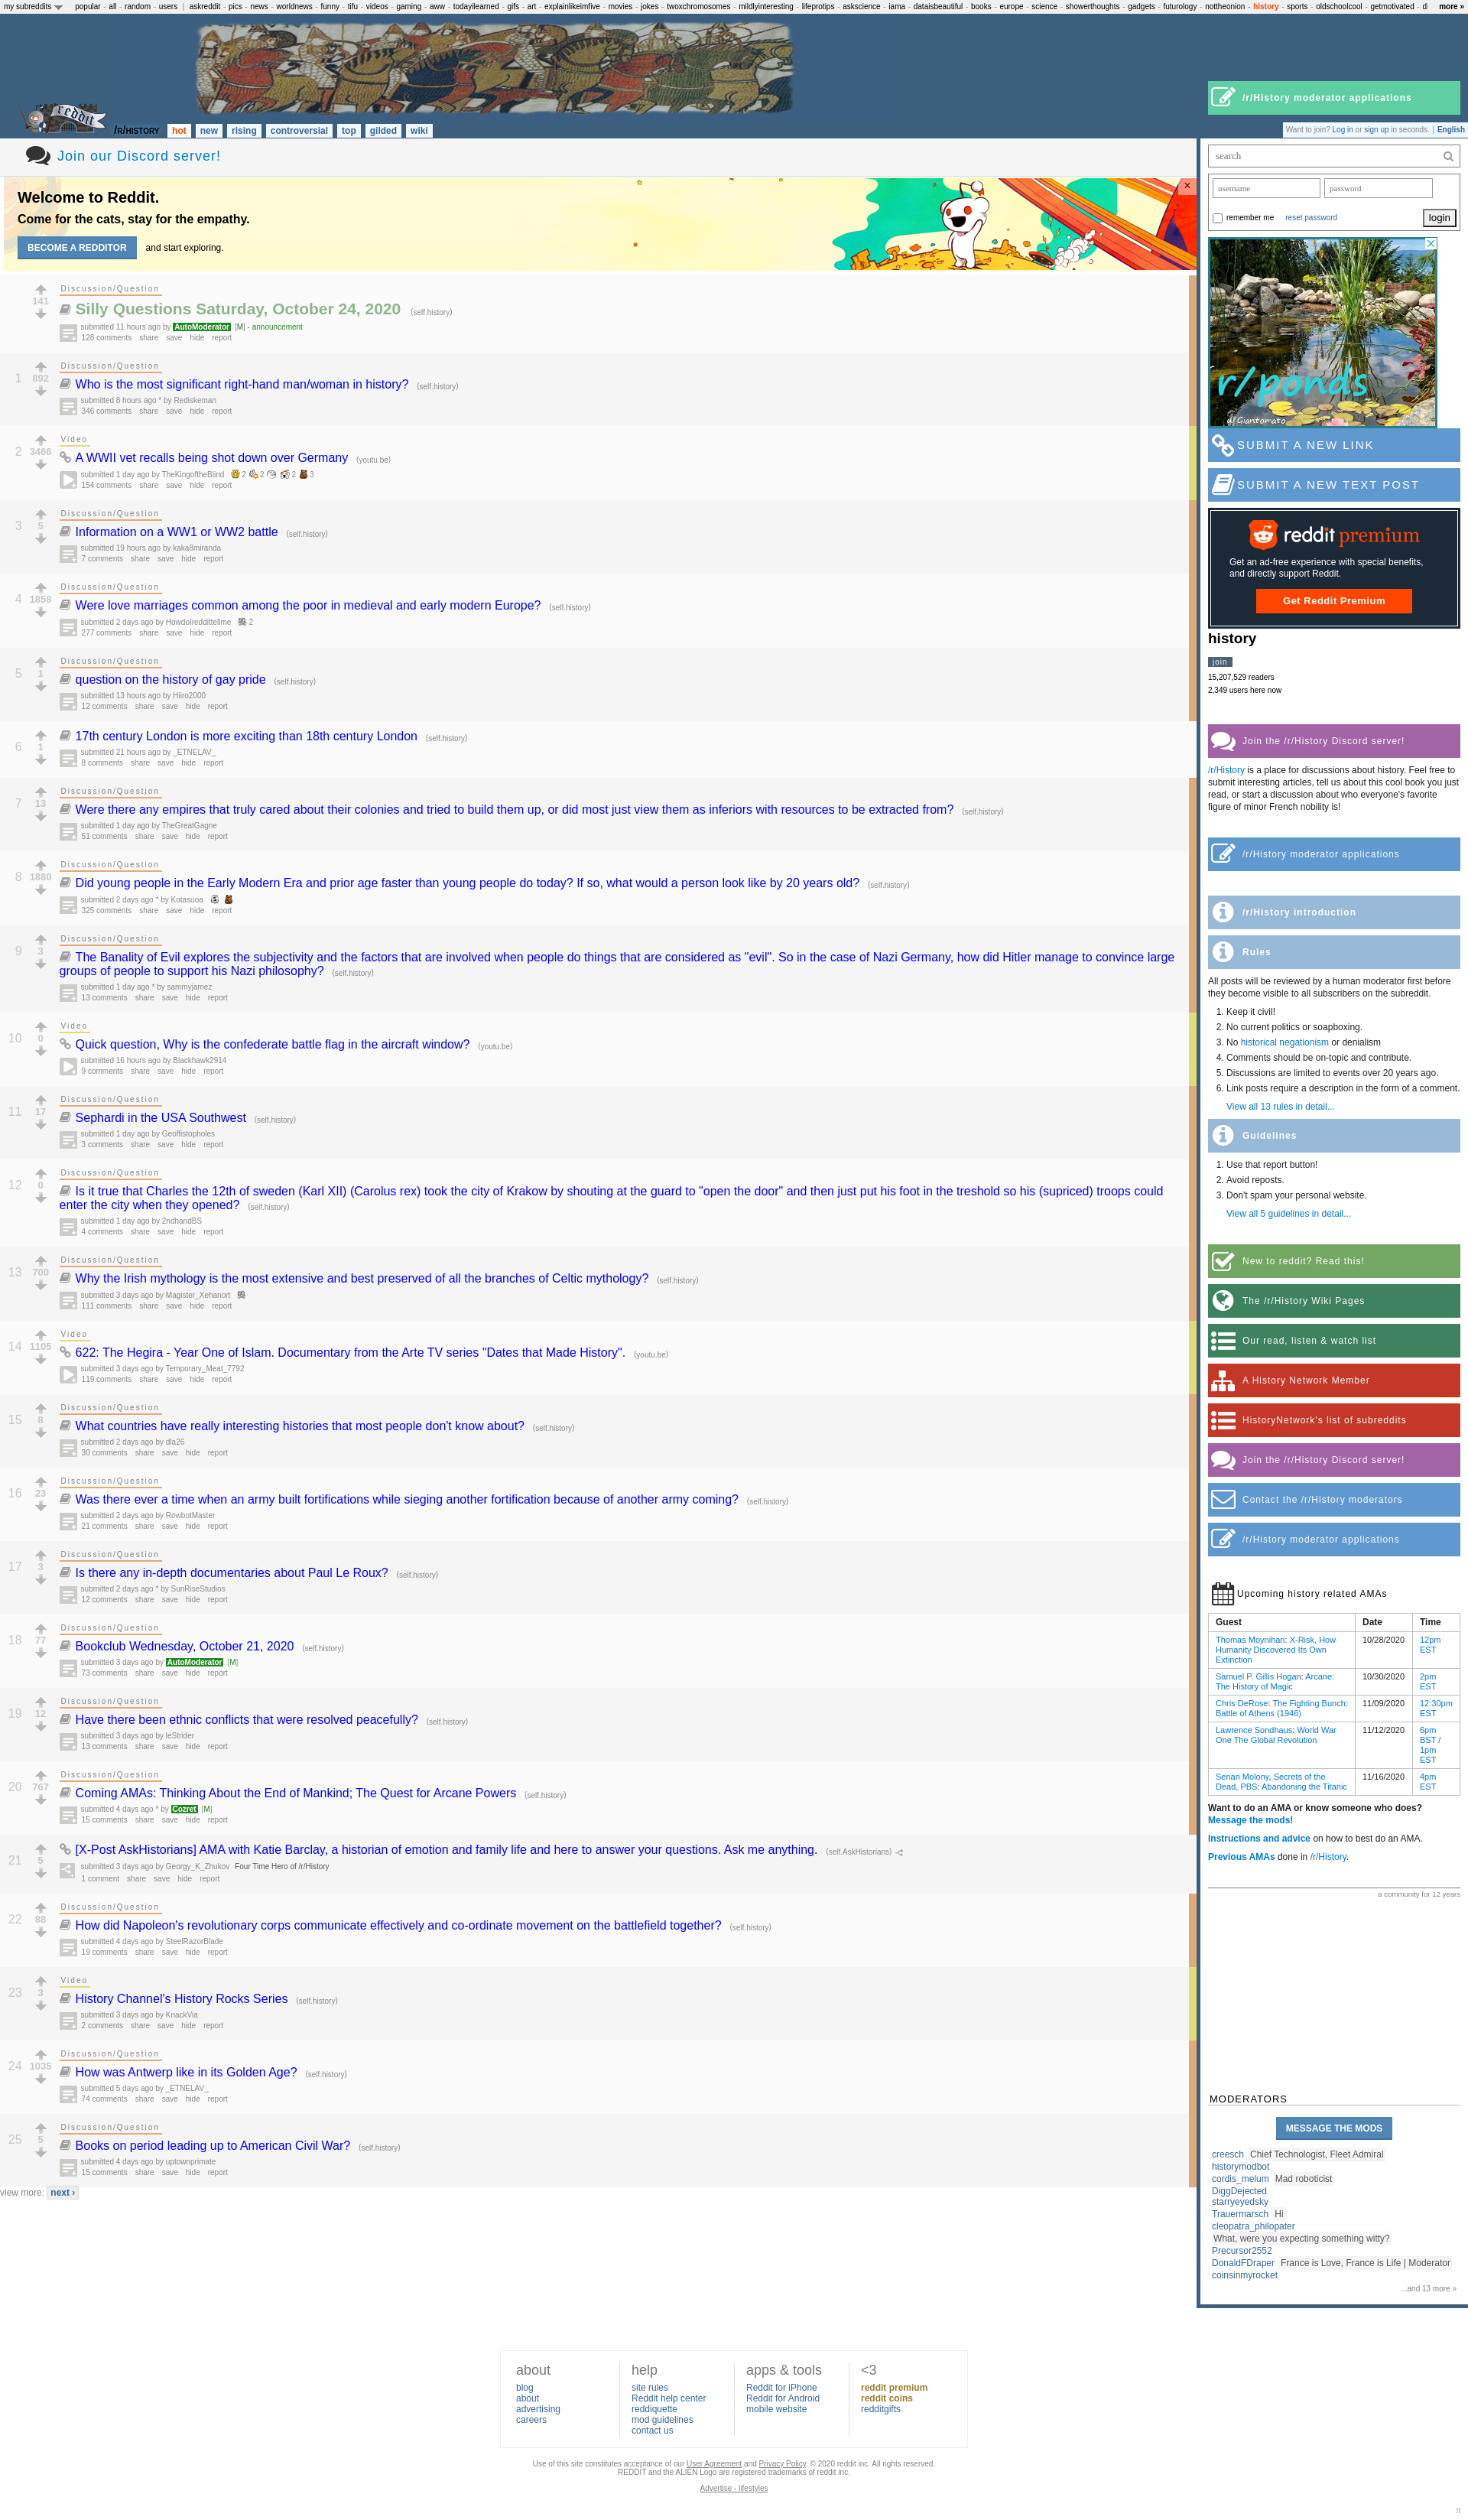 my subreddits popular - all - random - users | askreddit - pics - news - worldnews - funny - tifu - videos - gaming - aww - todayilearned - gifs - art - explainlikeimfive - movies - jokes - twoxchromosomes - mildlyinteresting - lifeprotips - askscience - iama - dataisbeautiful - books - europe - science - showerthoughts - gadgets - futurology - nottheonion - history - sports - oldschoolcool - getmotivated - di more »
reddit
/r/History moderator applications
/R/HISTORY hot new rising controversial top gilded wiki
Want to join? Log in or sign up in seconds. | English
Join our Discord server!
Welcome to Reddit.
Come for the cats, stay for the empathy.
BECOME A REDDITOR and start exploring.
×
141
Discussion/Question
Silly Questions Saturday, October 24, 2020 (self.history)
submitted 11 hours ago by AutoModerator [M] - announcement
128 comments share save hide report
1
892
Discussion/Question
Who is the most significant right-hand man/woman in history? (self.history)
submitted 8 hours ago * by Rediskeman
346 comments share save hide report
2
3466
Video
A WWII vet recalls being shot down over Germany (youtu.be)
submitted 1 day ago by TheKingoftheBlind 2 2 2 3
154 comments share save hide report
3
5
Discussion/Question
Information on a WW1 or WW2 battle (self.history)
submitted 19 hours ago by kaka8miranda
7 comments share save hide report
4
1858
Discussion/Question
Were love marriages common among the poor in medieval and early modern Europe? (self.history)
submitted 2 days ago by HowdoIreddittellme 2
277 comments share save hide report
5
1
Discussion/Question
question on the history of gay pride (self.history)
submitted 13 hours ago by Hiiro2000
12 comments share save hide report
6
1
17th century London is more exciting than 18th century London (self.history)
submitted 21 hours ago by _ETNELAV_
8 comments share save hide report
7
13
Discussion/Question
Were there any empires that truly cared about their colonies and tried to build them up, or did most just view them as inferiors with resources to be extracted from? (self.history)
submitted 1 day ago by TheGreatGagne
51 comments share save hide report
8
1880
Discussion/Question
Did young people in the Early Modern Era and prior age faster than young people do today? If so, what would a person look like by 20 years old? (self.history)
submitted 2 days ago * by Kotasuoa
325 comments share save hide report
9
3
Discussion/Question
The Banality of Evil explores the subjectivity and the factors that are involved when people do things that are considered as "evil". So in the case of Nazi Germany, how did Hitler manage to convince large
groups of people to support his Nazi philosophy? (self.history)
submitted 1 day ago * by sammyjamez
13 comments share save hide report
10
0
Video
Quick question, Why is the confederate battle flag in the aircraft window? (youtu.be)
submitted 16 hours ago by Blackhawk2914
9 comments share save hide report
11
17
Discussion/Question
Sephardi in the USA Southwest (self.history)
submitted 1 day ago by Geoffistopholes
3 comments share save hide report
12
0
Discussion/Question
Is it true that Charles the 12th of sweden (Karl XII) (Carolus rex) took the city of Krakow by shouting at the guard to "open the door" and then just put his foot in the treshold so his (supriced) troops could
enter the city when they opened? (self.history)
submitted 1 day ago by 2ndhandBS
4 comments share save hide report
13
700
Discussion/Question
Why the Irish mythology is the most extensive and best preserved of all the branches of Celtic mythology? (self.history)
submitted 3 days ago by Magister_Xehanort
111 comments share save hide report
14
1105
Video
622: The Hegira - Year One of Islam. Documentary from the Arte TV series "Dates that Made History". (youtu.be)
submitted 3 days ago by Temporary_Meat_7792
119 comments share save hide report
15
8
Discussion/Question
What countries have really interesting histories that most people don't know about? (self.history)
submitted 2 days ago by dla26
30 comments share save hide report
16
23
Discussion/Question
Was there ever a time when an army built fortifications while sieging another fortification because of another army coming? (self.history)
submitted 2 days ago by RowbotMaster
21 comments share save hide report
17
3
Discussion/Question
Is there any in-depth documentaries about Paul Le Roux? (self.history)
submitted 2 days ago * by SunRiseStudios
12 comments share save hide report
18
77
Discussion/Question
Bookclub Wednesday, October 21, 2020 (self.history)
submitted 3 days ago by AutoModerator [M]
73 comments share save hide report
19
12
Discussion/Question
Have there been ethnic conflicts that were resolved peacefully? (self.history)
submitted 3 days ago by leStrider
13 comments share save hide report
20
767
Discussion/Question
Coming AMAs: Thinking About the End of Mankind; The Quest for Arcane Powers (self.history)
submitted 4 days ago * by Cozret [M]
15 comments share save hide report
21
5
[X-Post AskHistorians] AMA with Katie Barclay, a historian of emotion and family life and here to answer your questions. Ask me anything. (self.AskHistorians)
submitted 3 days ago by Georgy_K_Zhukov Four Time Hero of /r/History
1 comment share save hide report
22
88
Discussion/Question
How did Napoleon's revolutionary corps communicate effectively and co-ordinate movement on the battlefield together? (self.history)
submitted 4 days ago by SteelRazorBlade
19 comments share save hide report
23
3
Video
History Channel's History Rocks Series (self.history)
submitted 3 days ago by KnackVia
2 comments share save hide report
24
1035
Discussion/Question
How was Antwerp like in its Golden Age? (self.history)
submitted 5 days ago by _ETNELAV_
74 comments share save hide report
25
5
Discussion/Question
Books on period leading up to American Civil War? (self.history)
submitted 4 days ago by uptownprimate
15 comments share save hide report
view more: next ›
search
username password
remember me reset password login
r/ponds
u/Giantomato
SUBMIT A NEW LINK
SUBMIT A NEW TEXT POST
reddit premium
Get an ad-free experience with special benefits,
and directly support Reddit.
Get Reddit Premium
history
join
15,207,529 readers
2,349 users here now
Join the /r/History Discord server!
/r/History is a place for discussions about history. Feel free to
submit interesting articles, tell us about this cool book you just
read, or start a discussion about who everyone's favorite
figure of minor French nobility is!
/r/History moderator applications
/r/History introduction
Rules
All posts will be reviewed by a human moderator first before
they become visible to all subscribers on the subreddit.
1. Keep it civil!
2. No current politics or soapboxing.
3. No historical negationism or denialism
4. Comments should be on-topic and contribute.
5. Discussions are limited to events over 20 years ago.
6. Link posts require a description in the form of a comment.
View all 13 rules in detail...
Guidelines
1. Use that report button!
2. Avoid reposts.
3. Don't spam your personal website.
View all 5 guidelines in detail...
New to reddit? Read this!
The /r/History Wiki Pages
Our read, listen & watch list
A History Network Member
HistoryNetwork's list of subreddits
Join the /r/History Discord server!
Contact the /r/History moderators
/r/History moderator applications
Upcoming history related AMAs
Guest Date Time
Thomas Moynihan: X-Risk, How 10/28/2020 12pm
Humanity Discovered Its Own EST
Extinction
Samuel P. Gillis Hogan: Arcane: 10/30/2020 2pm
The History of Magic EST
Chris DeRose: The Fighting Bunch: 11/09/2020 12:30pm
Battle of Athens (1946) EST
Lawrence Sondhaus: World War 11/12/2020 6pm
One The Global Revolution BST /
1pm
EST
Senan Molony, Secrets of the 11/16/2020 4pm
Dead, PBS: Abandoning the Titanic EST
Want to do an AMA or know someone who does?
Message the mods!
Instructions and advice on how to best do an AMA.
Previous AMAs done in /r/History.
a community for 12 years
MODERATORS
MESSAGE THE MODS
creesch Chief Technologist, Fleet Admiral
historymodbot
cordis_melum Mad roboticist
DiggDejected
starryeyedsky
Trauermarsch Hi
cleopatra_philopater
What, were you expecting something witty?
Precursor2552
DonaldFDraper France is Love, France is Life | Moderator
coinsinmyrocket
...and 13 more »
about help apps & tools <3
blog site rules Reddit for iPhone reddit premium
about Reddit help center Reddit for Android reddit coins
advertising reddiquette mobile website redditgifts
careers mod guidelines
contact us
Use of this site constitutes acceptance of our User Agreement and Privacy Policy. © 2020 reddit inc. All rights reserved.
REDDIT and the ALIEN Logo are registered trademarks of reddit inc.
Advertise - lifestyles
π